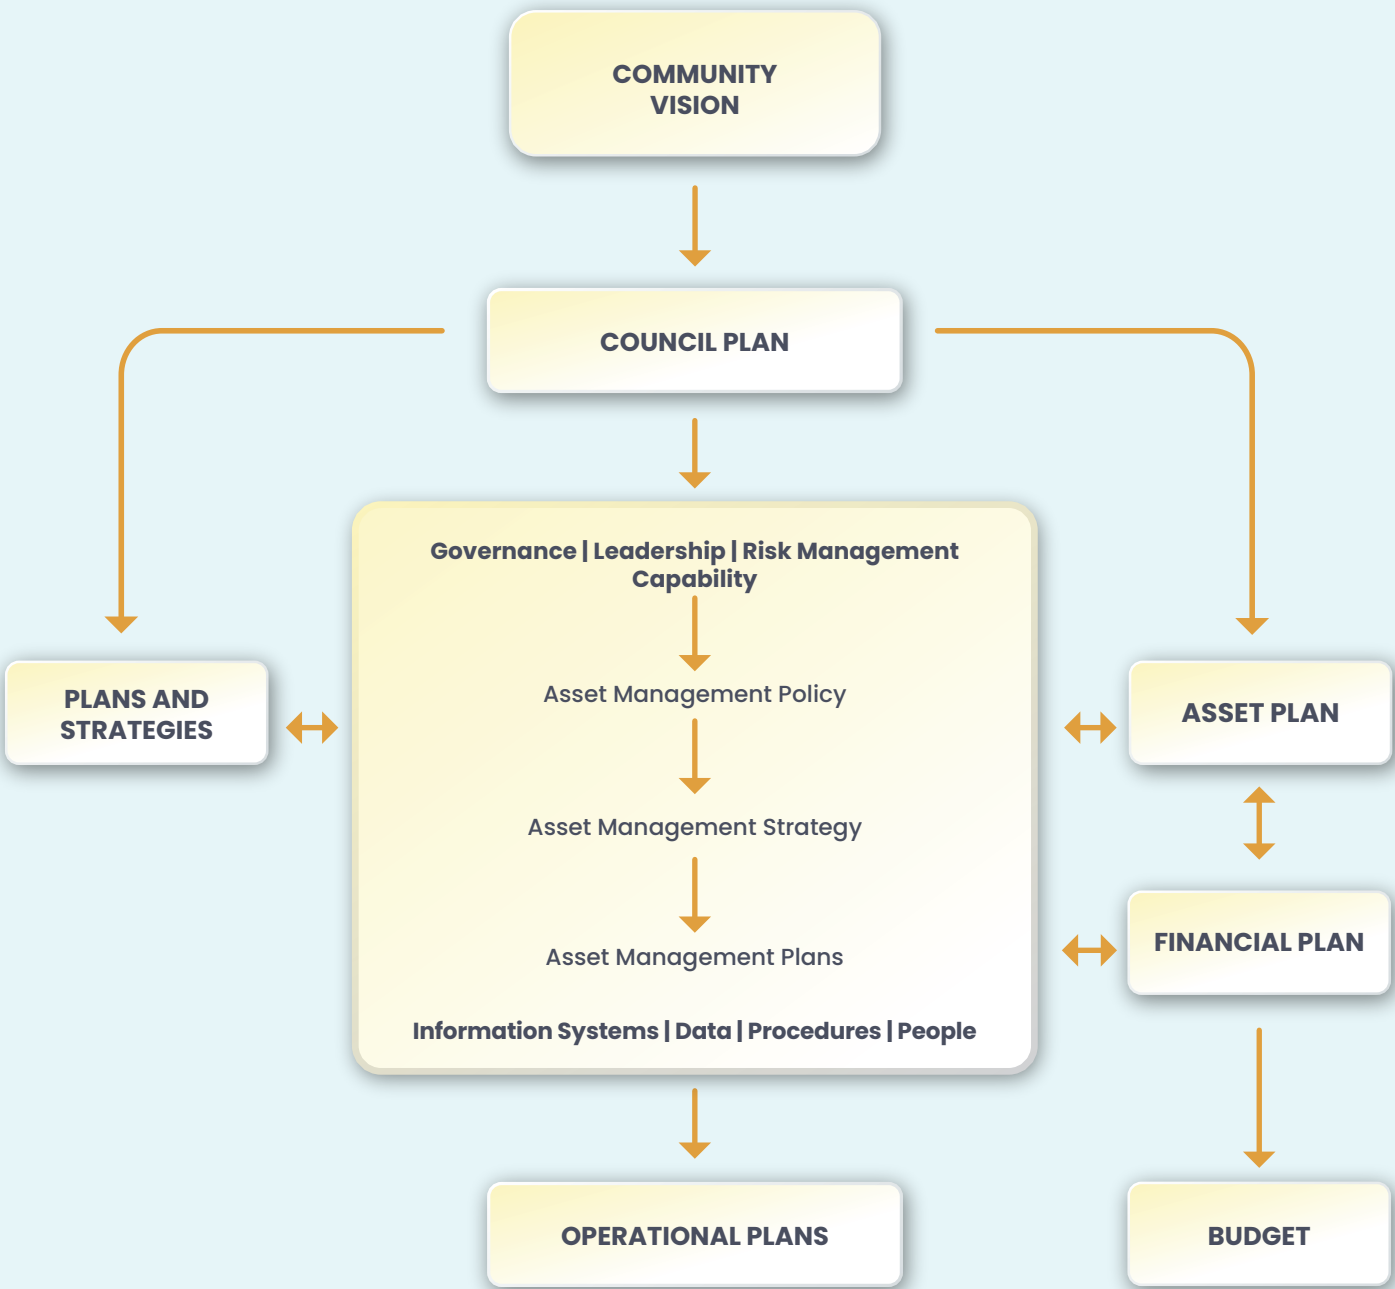 COMMUNITY
VISION
COUNCIL PLAN
Governance | Leadership | Risk Management
Capability
Asset Management Policy
PLANS AND
STRATEGIES
ASSET PLAN
Asset Management Strategy
Asset Management Plans
FINANCIAL PLAN
Information Systems | Data | Procedures | People
OPERATIONAL PLANS
BUDGET